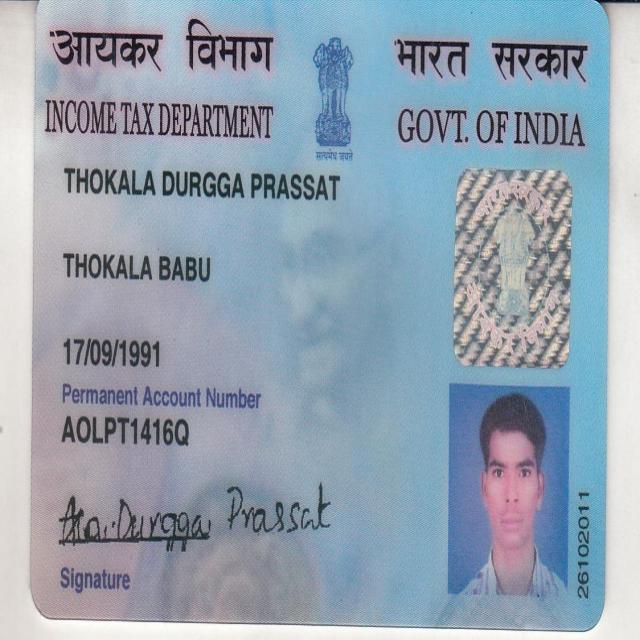 आयकर विभाग
भारत सरकार
INCOME TAX DEPARTMENT
GOVT. OF INDIA
सत्यमेव जयते
THOKALA DURGGA PRASSAT
THOKALA BABU
17/09/1991
Permanent Account Number
AOLPT1416Q
Durgga Prassat
Signature
26102011